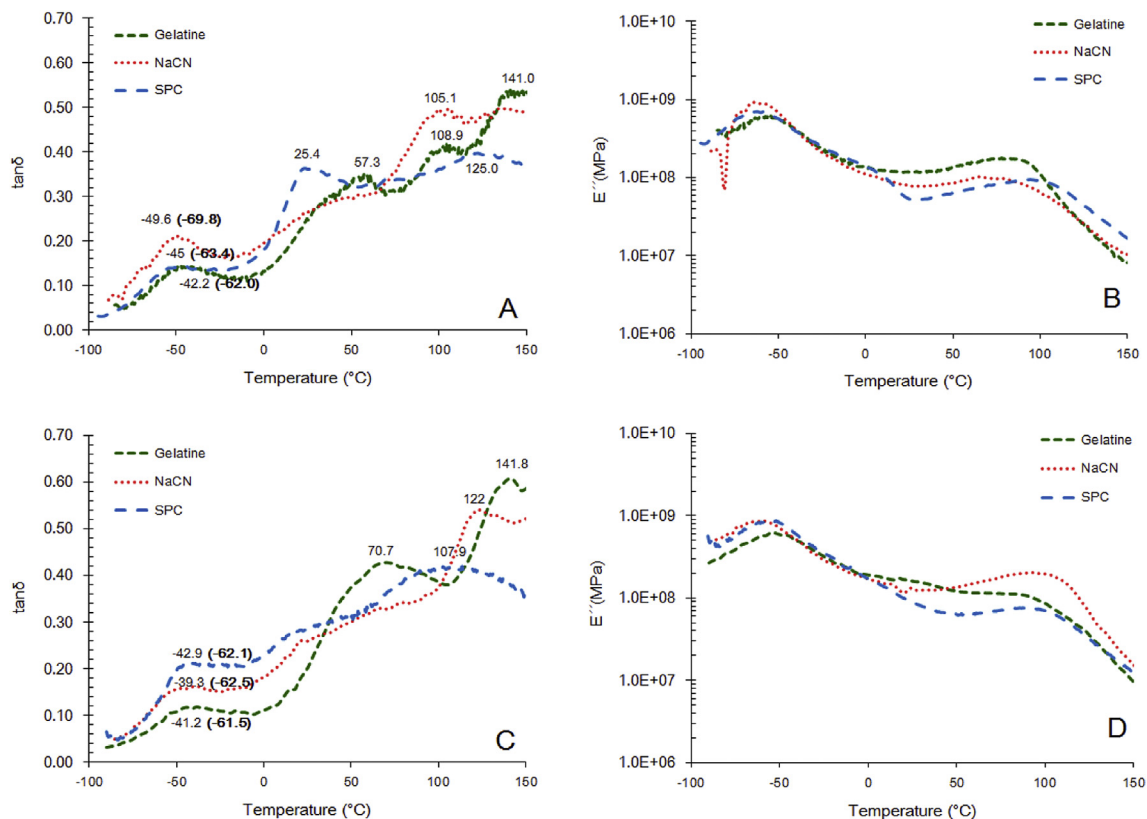 0.70
0.60
0.50
0.40
0.30
0.20
0.10
0.00
tanδ
Gelatine
NaCN
SPC
141.0
105.1
108.9
125.0
57.3
25.4
-49.6 (-69.8)
-45 (-63.4)
-42.2 (-62.0)
A
-100
-50
0
50
100
150
Temperature (°C)
1.0E+10
1.0E+09
1.0E+08
1.0E+07
1.0E+06
E´´(MPa)
Gelatine
NaCN
SPC
B
-100
-50
0
50
100
150
Temperature (°C)
0.70
0.60
0.50
0.40
0.30
0.20
0.10
0.00
tanδ
Gelatine
NaCN
SPC
141.8
122
70.7
107.9
-42.9 (-62.1)
-39.3 (-62.5)
-41.2 (-61.5)
C
-100
-50
0
50
100
150
Temperature (°C)
1.0E+10
1.0E+09
1.0E+08
1.0E+07
1.0E+06
E´´(MPa)
Gelatine
NaCN
SPC
D
-100
-50
0
50
100
150
Temperature (°C)